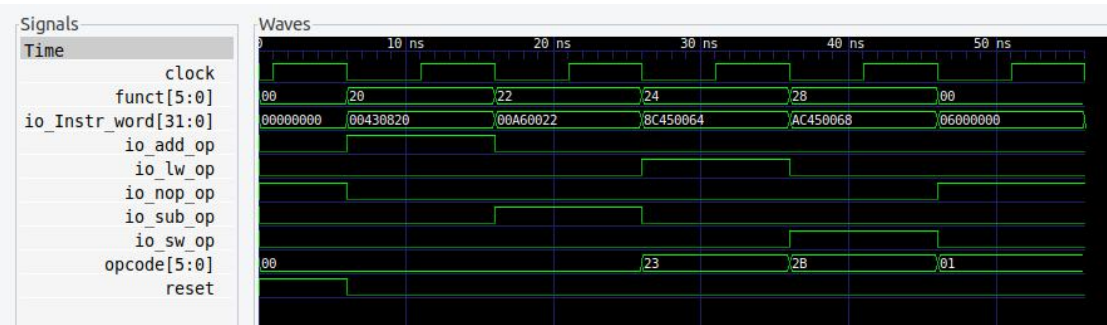 Signals
Waves
Time
0 10 ns 20 ns 30 ns 40 ns 50 ns
clock
funct[5:0] 00 20 22 24 28 00
io_Instr_word[31:0] 00000000 00430820 00A60022 8C450064 AC450068 06000000
io_add_op
io_lw_op
io_nop_op
io_sub_op
io_sw_op
opcode[5:0] 00 23 2B 01
reset